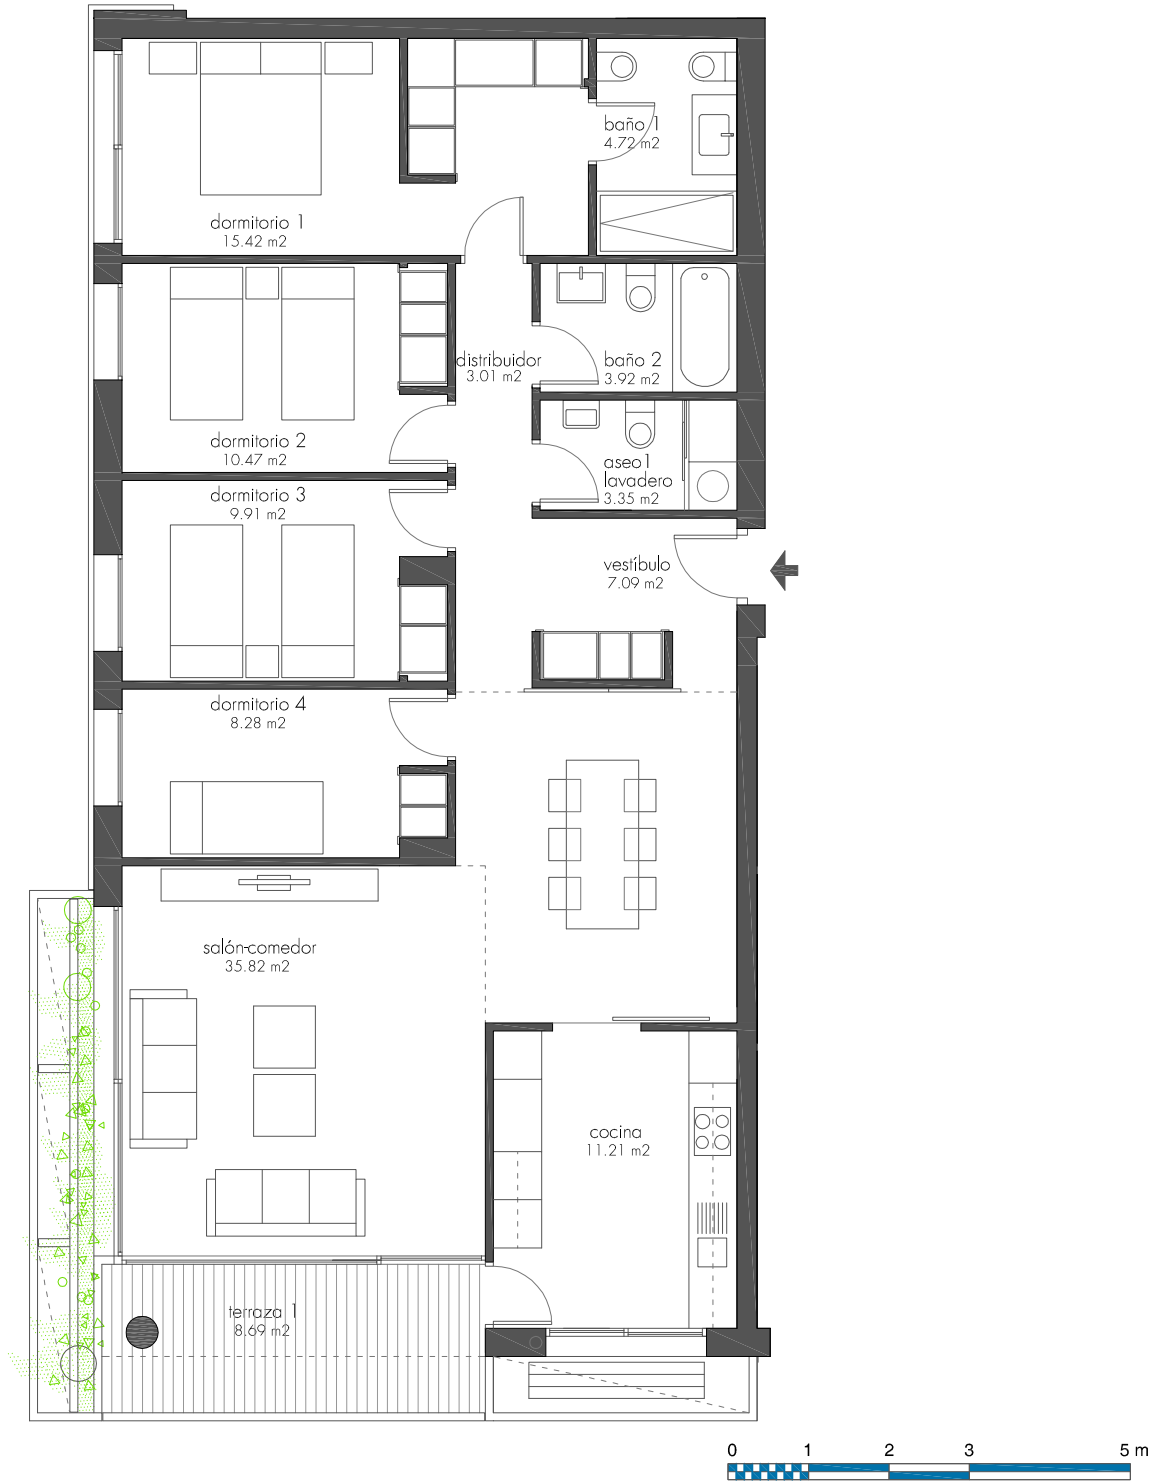 baño 1
4.72 m2
dormitorio 1
15.42 m2
distribuidor
3.01 m2
baño 2
3.92 m2
dormitorio 2
10.47 m2
aseo1
lavadero
3.35 m2
dormitorio 3
9.91 m2
vestíbulo
7.09 m2
dormitorio 4
8.28 m2
salón-comedor
35.82 m2
cocina
11.21 m2
terraza 1
8.69 m2
0 1 2 3 5 m